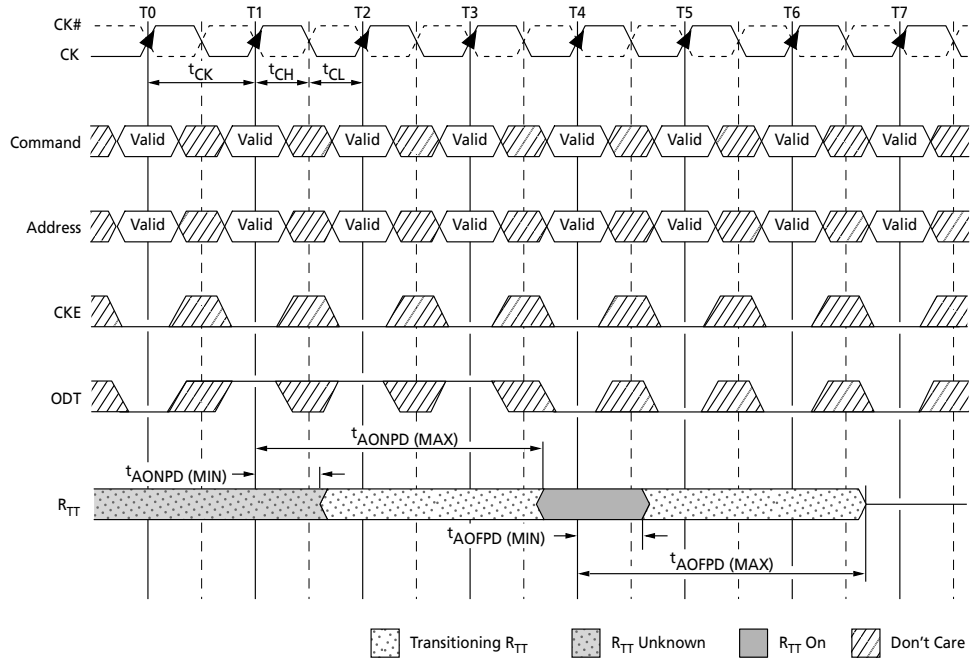 T0 T1 T2 T3 T4 T5 T6 T7
CK#
CK
tCK tCH tCL
Command Valid Valid Valid Valid Valid Valid Valid Valid
Address Valid Valid Valid Valid Valid Valid Valid Valid
CKE
ODT
tAONPD (MAX)
tAONPD (MIN)
RTT
tAOFPD (MIN)
tAOFPD (MAX)
Transitioning RTT RTT Unknown RTT On Don't Care